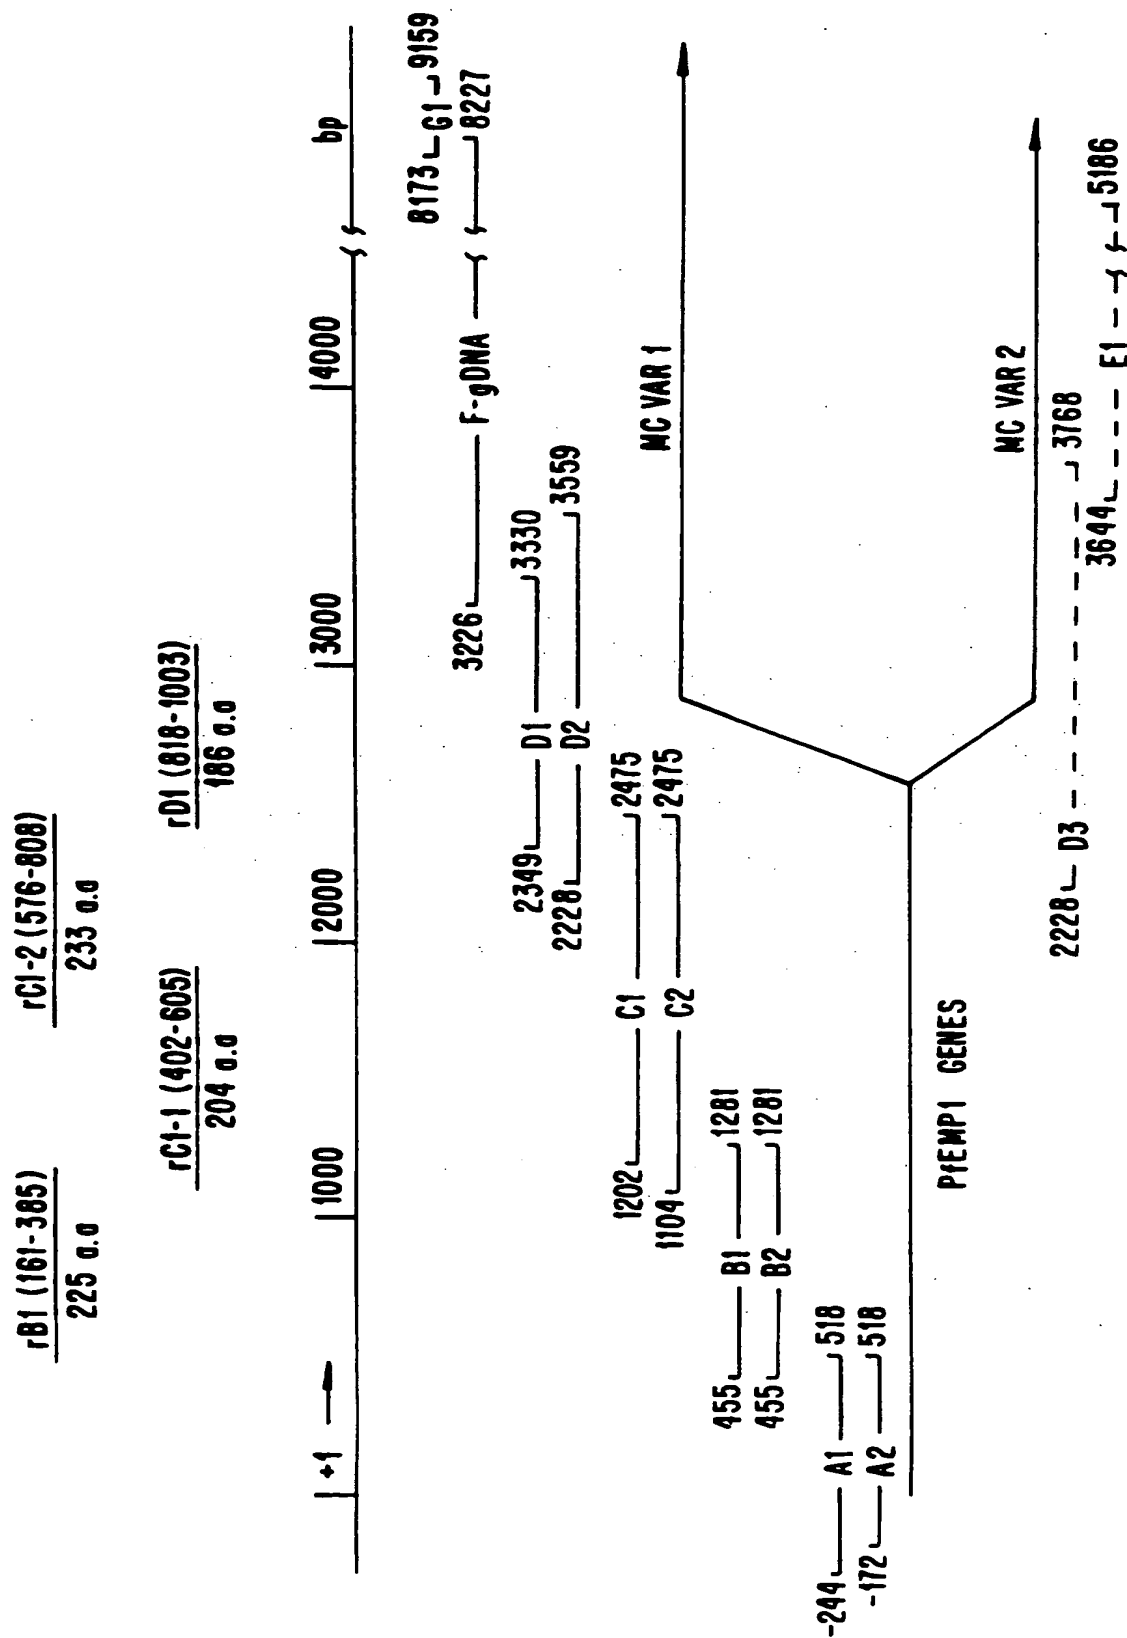 rB1 (161-385)
225 a.a
rC1-2 (576-808)
233 a.a
rC1-1 (402-605)
204 a.a
rD1 (818-1003)
186 a.a
+1
1000
2000
3000
4000
bp
8173 G1 9159
3226 F-gDNA 8227
2349 D1 3330
2228 D2 3559
1202 C1 2475
1104 C2 2475
455 B1 1281
455 B2 1281
-244 A1 518
-172 A2 518
MC VAR 1
PfEMP1 GENES
MC VAR 2
2228 D3 3768
3644 E1 5186